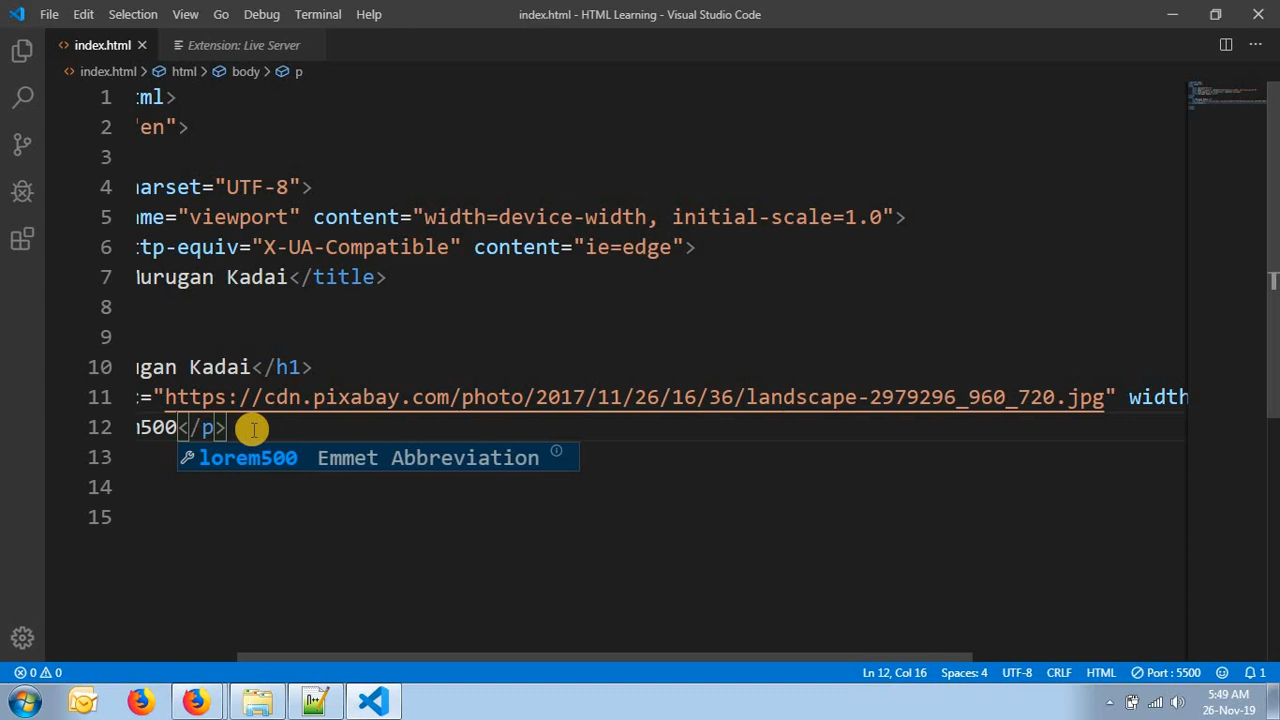 File Edit Selection View Go Debug Terminal Help index.html - HTML Learning - Visual Studio Code
index.html Extension: Live Server
index.html html body p
1 ml>
2 "en">
3
4 arset="UTF-8">
5 me="viewport" content="width=device-width, initial-scale=1.0">
6 tp-equiv="X-UA-Compatible" content="ie=edge">
7 Murugan Kadai</title>
8
9
10 gan Kadai</h1>
11 c="https://cdn.pixabay.com/photo/2017/11/26/16/36/landscape-2979296_960_720.jpg" width
12 m500</p>
13 lorem500 Emmet Abbreviation
14
15
0 0 Ln 12, Col 16 Spaces: 4 UTF-8 CRLF HTML Port : 5500 1
5:49 AM
26-Nov-19